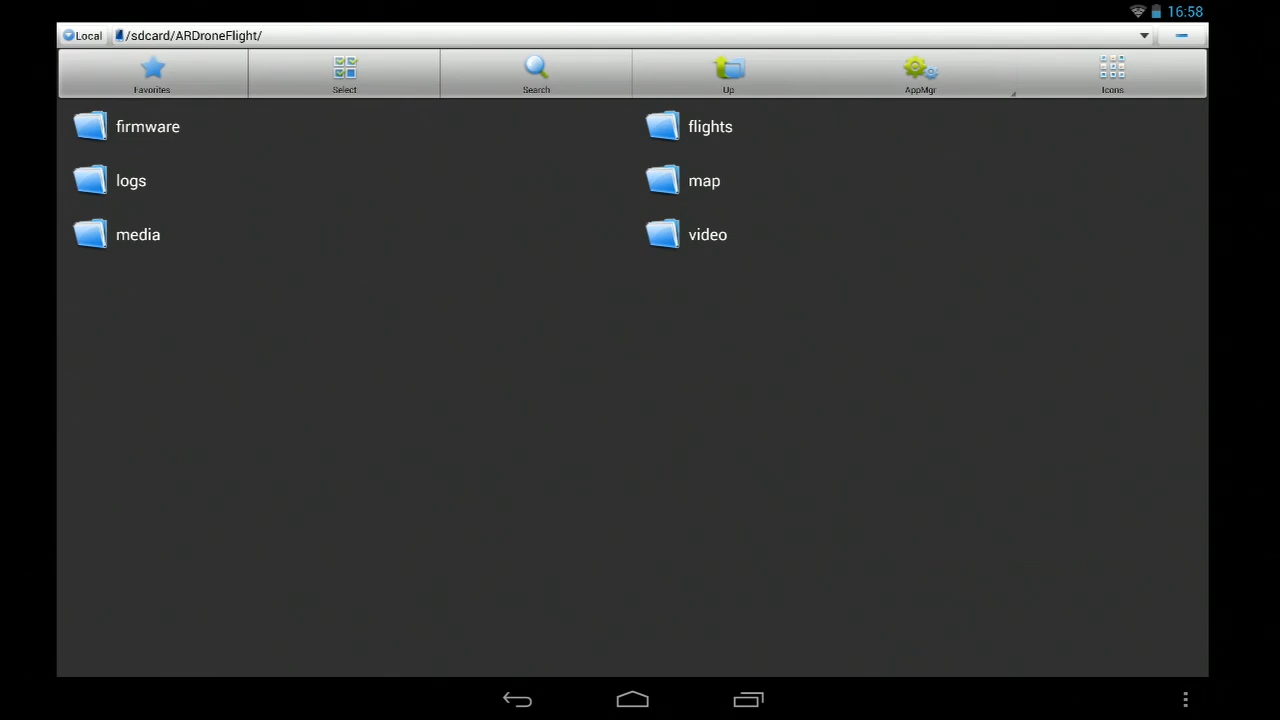 16:58
Local /sdcard/ARDroneFlight/
Favorites Select Search Up AppMgr Icons
firmware flights
logs map
media video